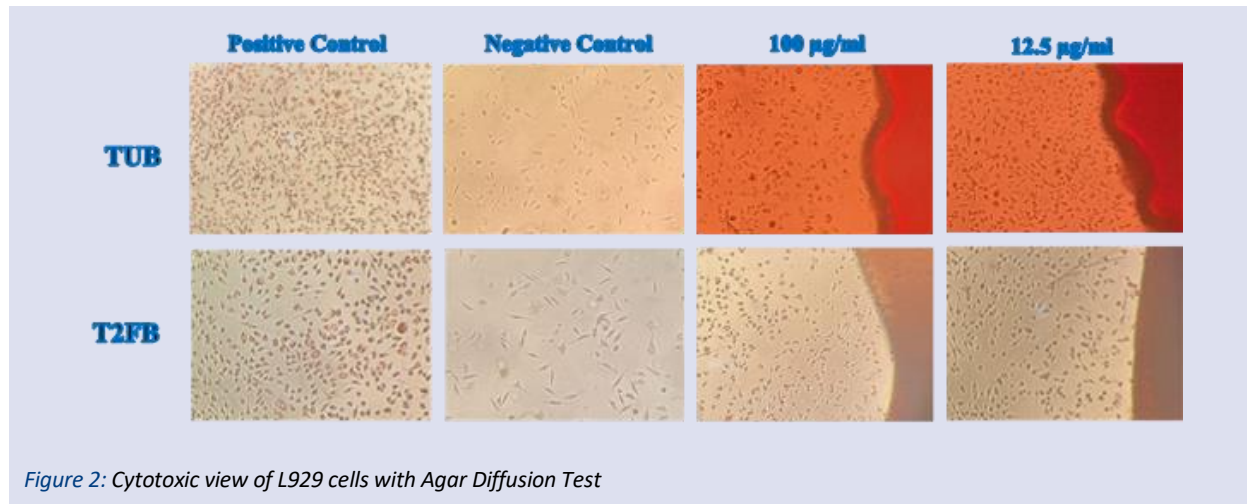 Positive Control Negative Control 100 µg/ml 12.5 µg/ml
TUB
T2FB
Figure 2: Cytotoxic view of L929 cells with Agar Diffusion Test